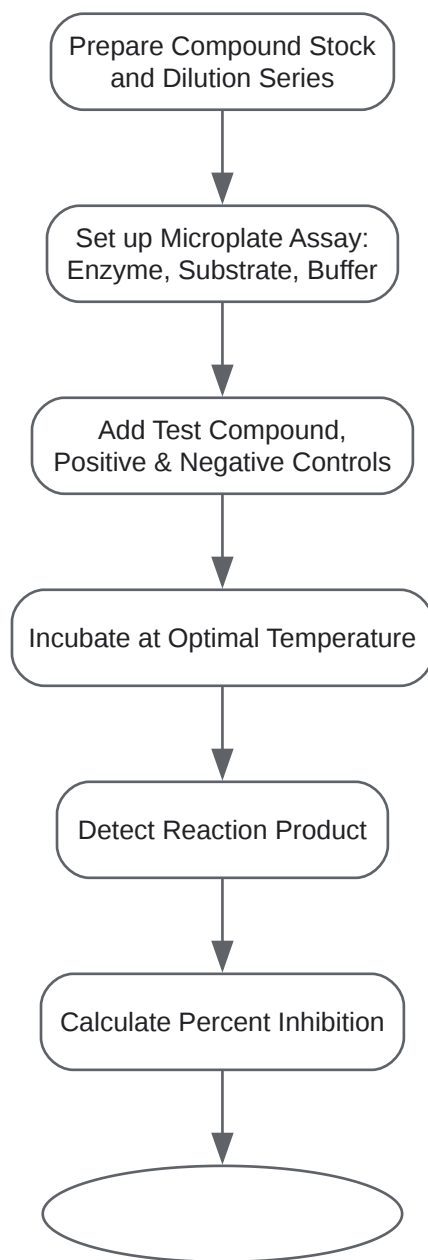 Prepare Compound Stock
and Dilution Series
Set up Microplate Assay:
Enzyme, Substrate, Buffer
Add Test Compound,
Positive & Negative Controls
Incubate at Optimal Temperature
Detect Reaction Product
Calculate Percent Inhibition